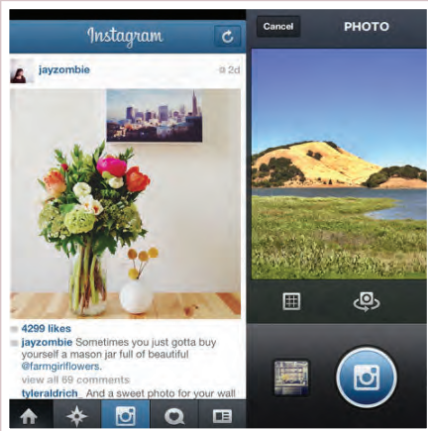 Instagram
jayzombie
2d
4299 likes
jayzombie Sometimes you just gotta buy
yourself a mason jar full of beautiful
@farmgirlflowers.
view all 69 comments
tyleraldrich_ And a sweet photo for your wall
Cancel
PHOTO